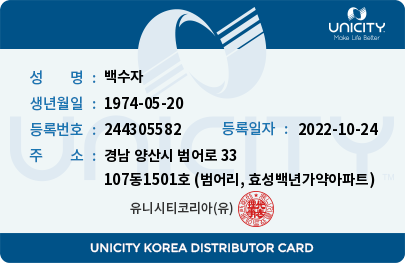 UNICITY
Make Life Better
성 명 : 백수자
생년월일 : 1974-05-20
등록번호 : 244305582 등록일자 : 2022-10-24
주 소 : 경남 양산시 범어로 33
107동1501호 (범어리, 효성백년가약아파트)
UNICITY
유니시티코리아(유)
UNICITY KOREA DISTRIBUTOR CARD